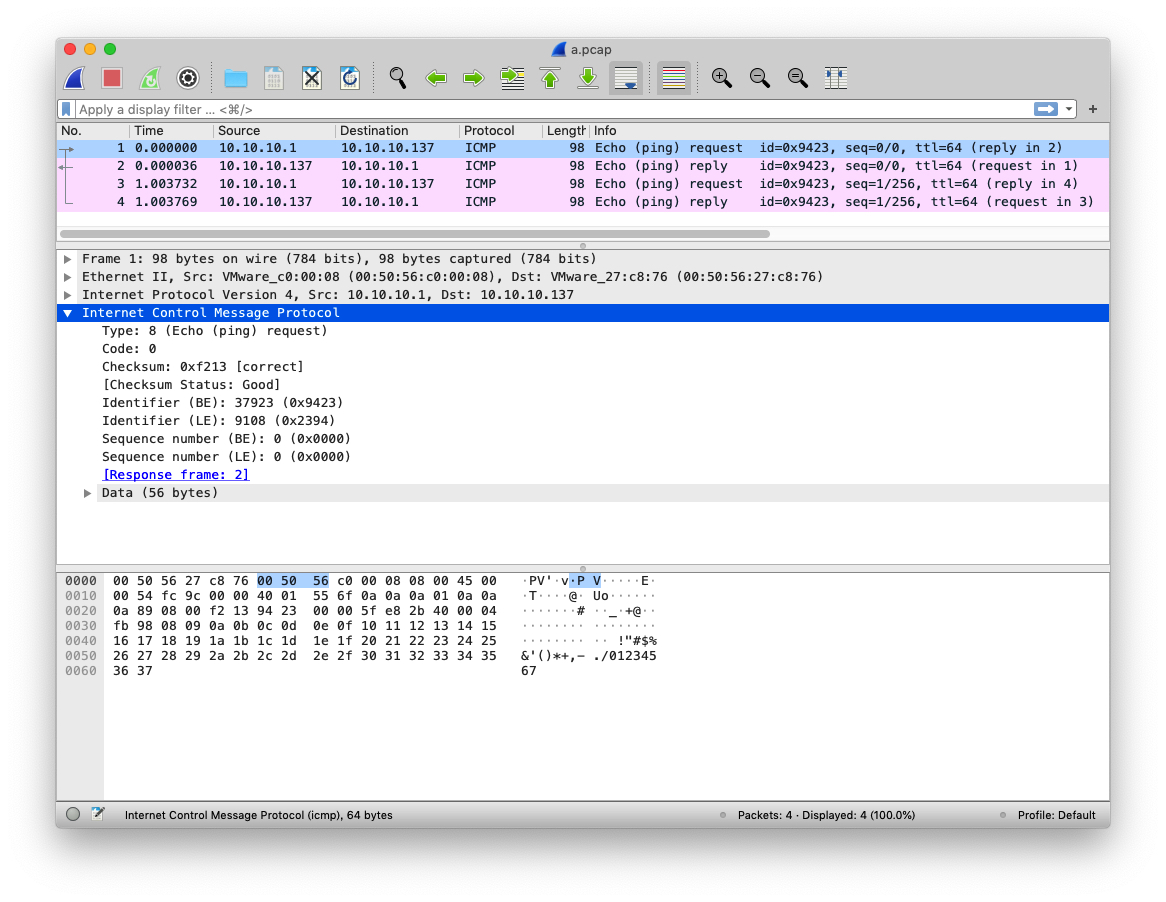 a.pcap
Apply a display filter ... <⌘/>
+
No. Time Source Destination Protocol Length Info
1 0.000000 10.10.10.1 10.10.10.137 ICMP 98 Echo (ping) request id=0x9423, seq=0/0, ttl=64 (reply in 2)
2 0.000036 10.10.10.137 10.10.10.1 ICMP 98 Echo (ping) reply id=0x9423, seq=0/0, ttl=64 (request in 1)
3 1.003732 10.10.10.1 10.10.10.137 ICMP 98 Echo (ping) request id=0x9423, seq=1/256, ttl=64 (reply in 4)
4 1.003769 10.10.10.137 10.10.10.1 ICMP 98 Echo (ping) reply id=0x9423, seq=1/256, ttl=64 (request in 3)
Frame 1: 98 bytes on wire (784 bits), 98 bytes captured (784 bits)
Ethernet II, Src: VMware_c0:00:08 (00:50:56:c0:00:08), Dst: VMware_27:c8:76 (00:50:56:27:c8:76)
Internet Protocol Version 4, Src: 10.10.10.1, Dst: 10.10.10.137
Internet Control Message Protocol
Type: 8 (Echo (ping) request)
Code: 0
Checksum: 0xf213 [correct]
[Checksum Status: Good]
Identifier (BE): 37923 (0x9423)
Identifier (LE): 9108 (0x2394)
Sequence number (BE): 0 (0x0000)
Sequence number (LE): 0 (0x0000)
[Response frame: 2]
Data (56 bytes)
0000 00 50 56 27 c8 76 00 50 56 c0 00 08 08 00 45 00 ·PV'·v·P V·····E·
0010 00 54 fc 9c 00 00 40 01 55 6f 0a 0a 0a 01 0a 0a ·T····@· Uo······
0020 0a 89 08 00 f2 13 94 23 00 00 5f e8 2b 40 00 04 ·······# ··_·+@··
0030 fb 98 08 09 0a 0b 0c 0d 0e 0f 10 11 12 13 14 15 ········ ········
0040 16 17 18 19 1a 1b 1c 1d 1e 1f 20 21 22 23 24 25 ········ ·· !"#$%
0050 26 27 28 29 2a 2b 2c 2d 2e 2f 30 31 32 33 34 35 &'()*+,- ./012345
0060 36 37 67
Internet Control Message Protocol (icmp), 64 bytes Packets: 4 · Displayed: 4 (100.0%) Profile: Default